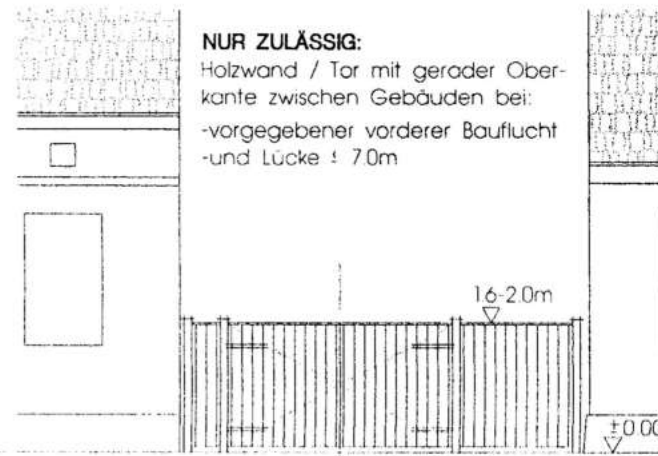 NUR ZULÄSSIG:
Holzwand / Tor mit gerader Ober-
kante zwischen Gebäuden bei:
-vorgegebener vorderer Bauflucht
-und Lücke 7.0m
1.6-2.0m
±0.00